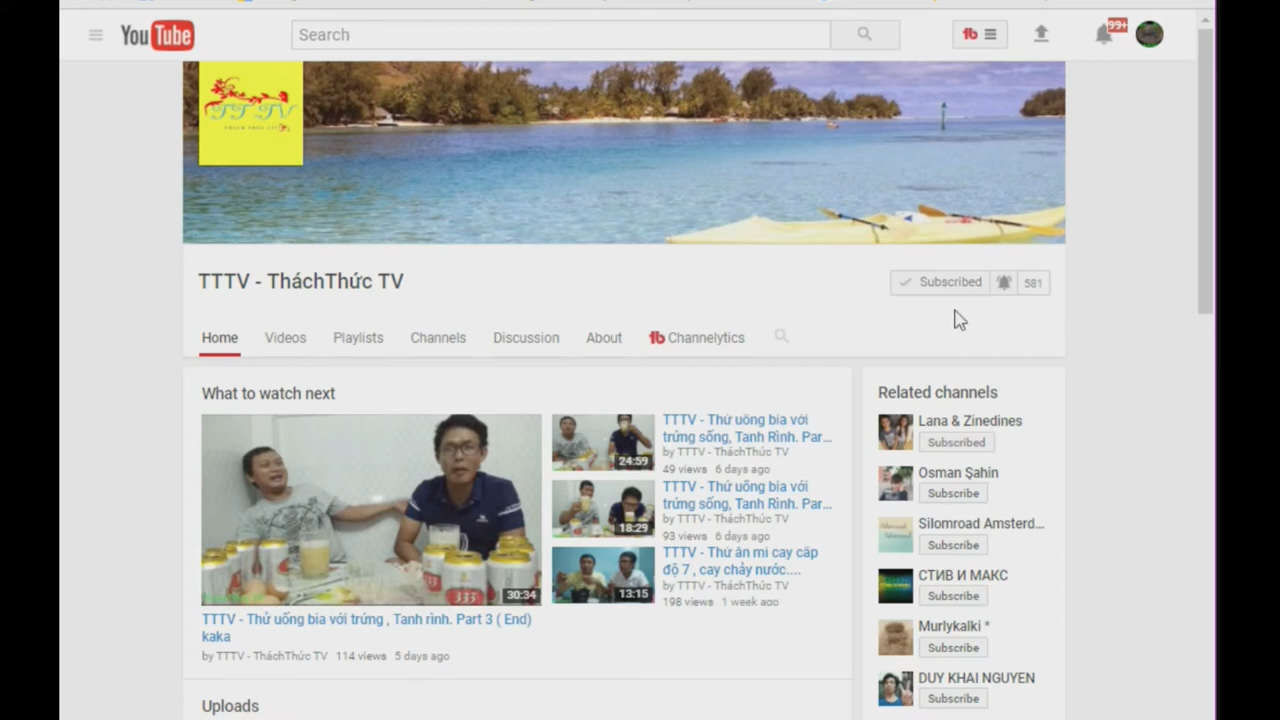 YouTube
Search
99+
TT TV
TTTV - TháchThức TV
Subscribed
581
Home
Videos
Playlists
Channels
Discussion
About
Channelytics
What to watch next
30:34
TTTV - Thử uống bia với trứng , Tanh rình. Part 3 ( End)
kaka
by TTTV - TháchThức TV 114 views 5 days ago
24:59
TTTV - Thử uống bia với
trứng sống, Tanh Rình. Par...
by TTTV - TháchThức TV
49 views 6 days ago
18:29
TTTV - Thử uống bia với
trứng sống, Tanh Rình. Par...
by TTTV - TháchThức TV
93 views 6 days ago
13:15
TTTV - Thử ăn mì cay cấp
độ 7 , cay chảy nước....
by TTTV - TháchThức TV
198 views 1 week ago
Uploads
Related channels
Lana & Zinedines
Subscribed
Osman Şahin
Subscribe
Silomroad Amsterd...
Subscribe
СТИВ И МАКС
Subscribe
Murlykalki *
Subscribe
DUY KHAI NGUYEN
Subscribe